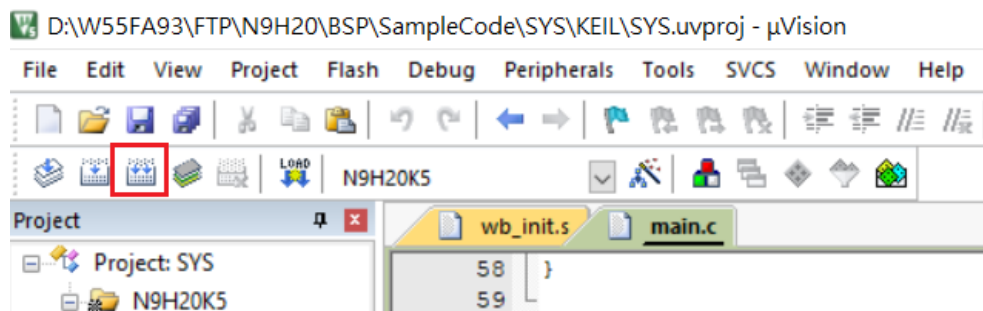 D:\W55FA93\FTP\N9H20\BSP\SampleCode\SYS\KEIL\SYS.uvproj - µVision
File Edit View Project Flash Debug Peripherals Tools SVCS Window Help
LOAD N9H20K5
Project wb_init.s main.c
Project: SYS 58 }
N9H20K5 59